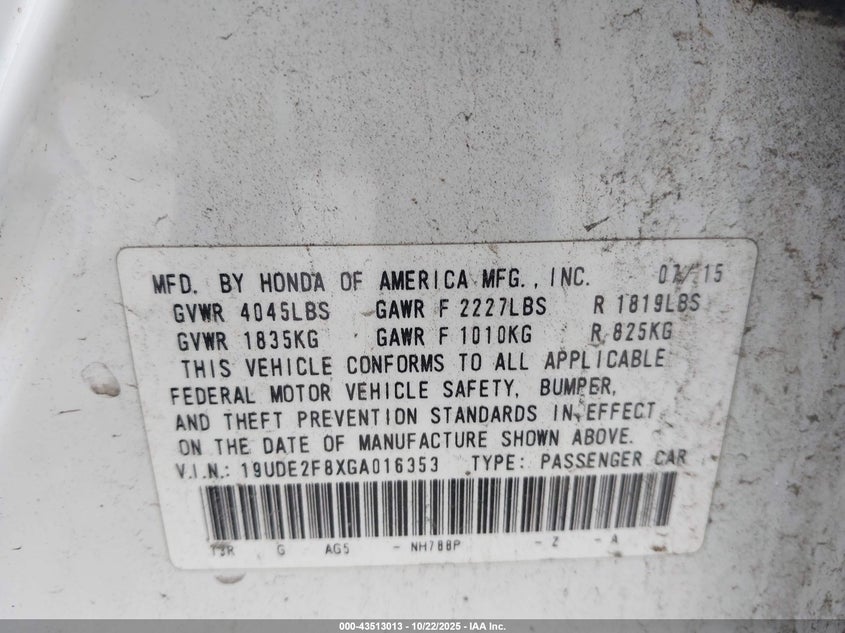 MFD. BY HONDA OF AMERICA MFG., INC. 07/15
GVWR 4045LBS GAWR F 2227LBS R 1819LBS
GVWR 1835KG GAWR F 1010KG R 825KG
THIS VEHICLE CONFORMS TO ALL APPLICABLE
FEDERAL MOTOR VEHICLE SAFETY, BUMPER,
AND THEFT PREVENTION STANDARDS IN EFFECT
ON THE DATE OF MANUFACTURE SHOWN ABOVE.
V.I.N.: 19UDE2F8XGA016353 TYPE: PASSENGER CAR
G AG5 - NH788P - Z - A
000-43513013 - 10/22/2025 - IAA Inc.